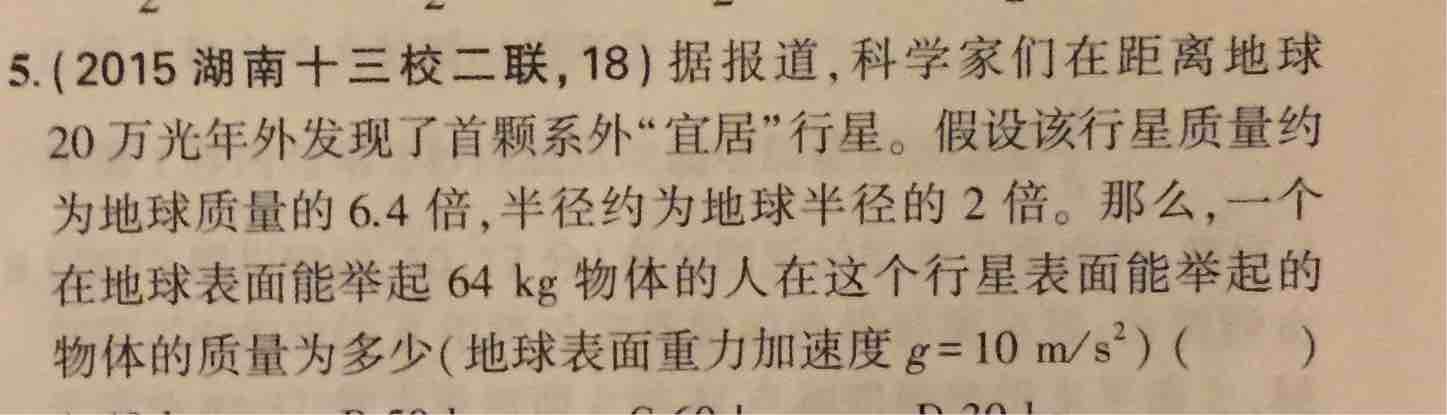 5.(2015湖南十三校二联,18)据报道,科学家们在距离地球
20万光年外发现了首颗系外“宜居”行星。假设该行星质量约
为地球质量的6.4倍,半径约为地球半径的2倍。那么,一个
在地球表面能举起64 kg物体的人在这个行星表面能举起的
物体的质量为多少(地球表面重力加速度g=10 m/s²)(    )